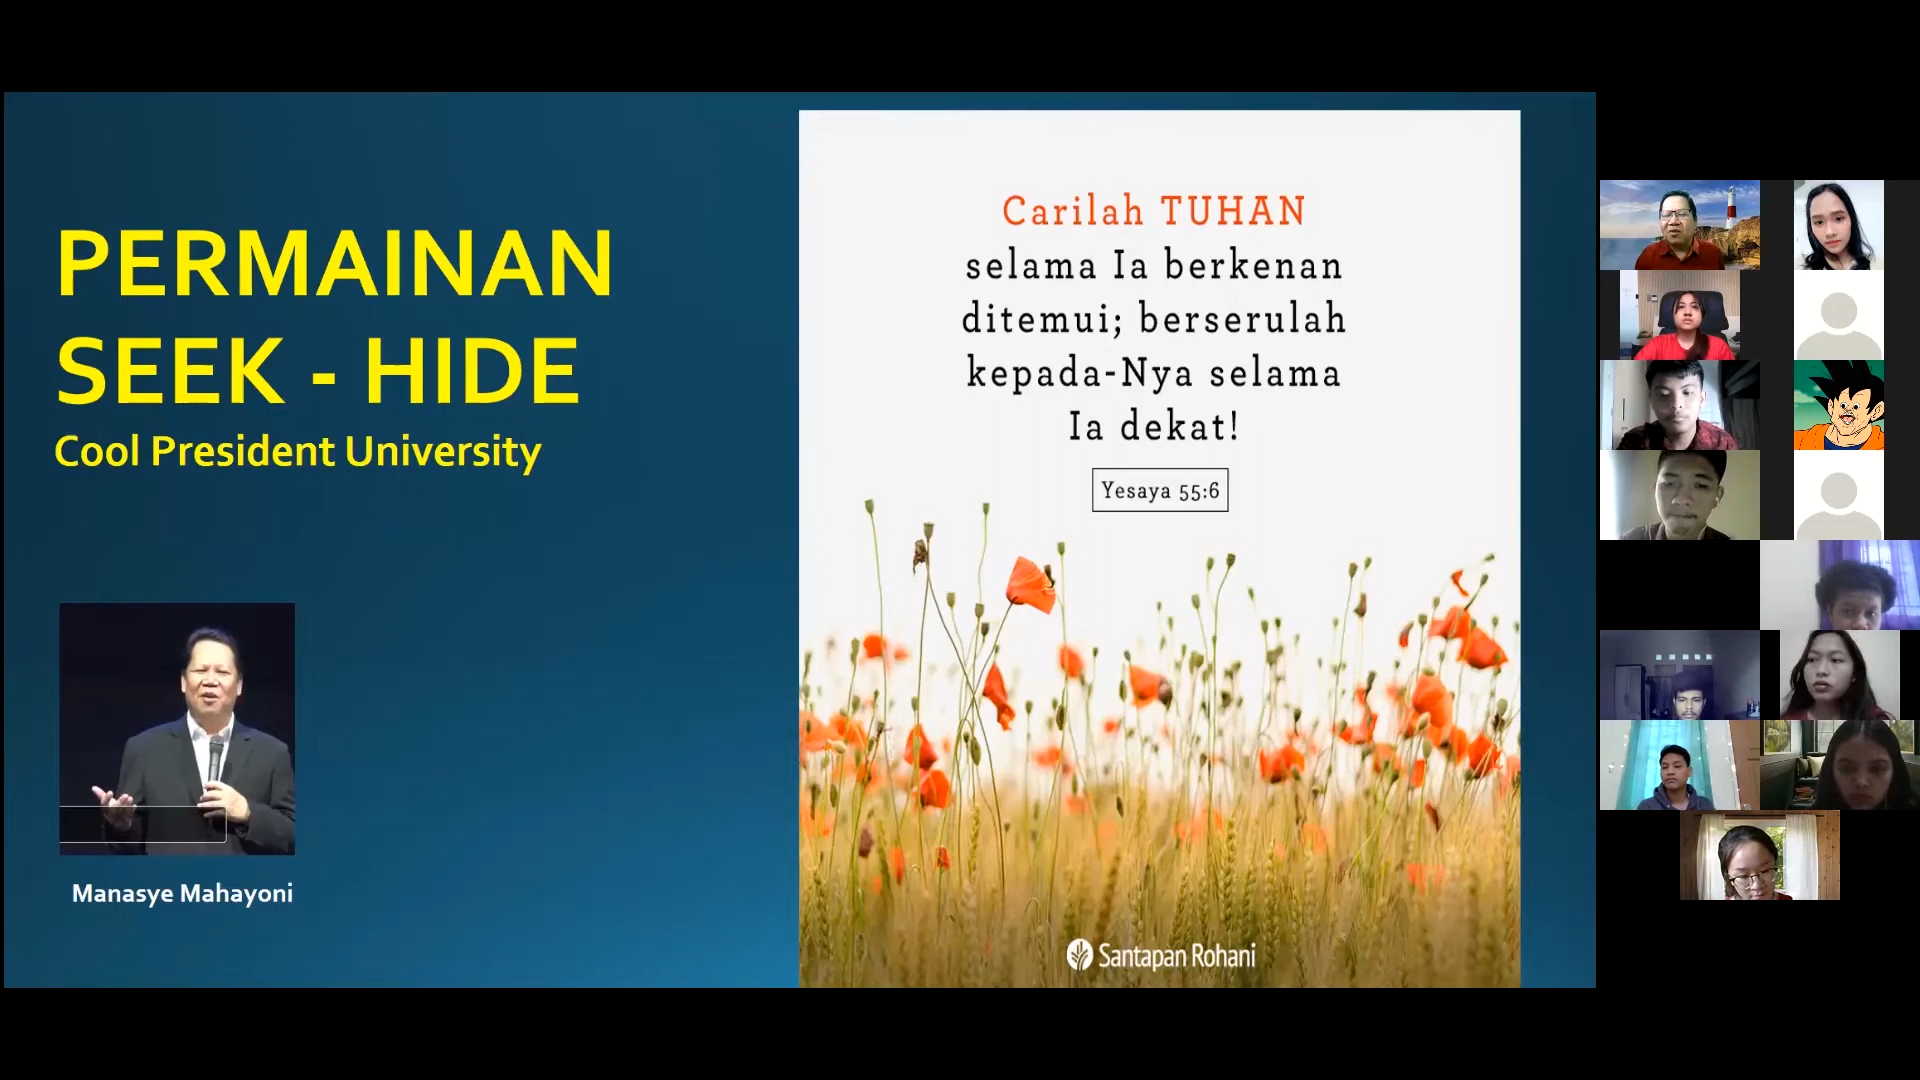 PERMAINAN
SEEK - HIDE
Cool President University
Manasye Mahayoni
Carilah TUHAN
selama Ia berkenan
ditemui; berserulah
kepada-Nya selama
Ia dekat!
Yesaya 55:6
Santapan Rohani